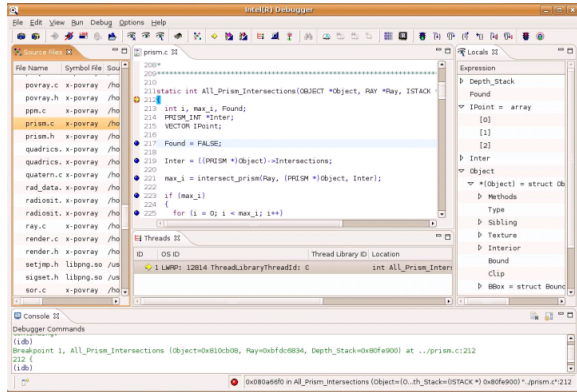 Intel(R) Debugger
File Edit View Run Debug Options Help
Source Files
File Name Symbol File Sou
povray.c x-povray /ho
povray.h x-povray /ho
ppm.c x-povray /ho
prism.c x-povray /ho
prism.h x-povray /ho
quadrics. x-povray /ho
quadrics. x-povray /ho
quatern.c x-povray /ho
rad_data. x-povray /ho
radiosit. x-povray /ho
radiosit. x-povray /ho
ray.c x-povray /ho
render.c x-povray /ho
render.h x-povray /ho
setjmp.h libpng.so /us
sigset.h libpng.so /us
sor.c x-povray /ho
prism.c
208*
209*****************************************************
210
211static int All_Prism_Intersections(OBJECT *Object, RAY *Ray, ISTACK *
212{
213 int i, max_i, Found;
214 PRISM_INT *Inter;
215 VECTOR IPoint;
216
217 Found = FALSE;
218
219 Inter = ((PRISM *)Object)->Intersections;
220
221 max_i = intersect_prism(Ray, (PRISM *)Object, Inter);
222
223 if (max_i)
224 {
225 for (i = 0; i < max_i; i++)
Threads
ID OS ID Thread Library ID Location
1 LWRP: 12814 ThreadLibraryThreadId: 0 int All_Prism_Inters
Locals
Expression
Depth_Stack
Found
IPoint = array
[0]
[1]
[2]
Inter
Object
*(Object) = struct Ob
Methods
Type
Sibling
Texture
Interior
Bound
Clip
BBox = struct Bound
Console
Debugger Commands
(idb)
Breakpoint 1, All_Prism_Intersections (Object=0x810cb08, Ray=0xbfdc6834, Depth_Stack=0x80fe900) at ../prism.c:212
212 {
(idb)
0x080a66f0 in All_Prism_Intersections (Object=(O...th_Stack=(ISTACK *) 0x80fe900) "../prism.c":212